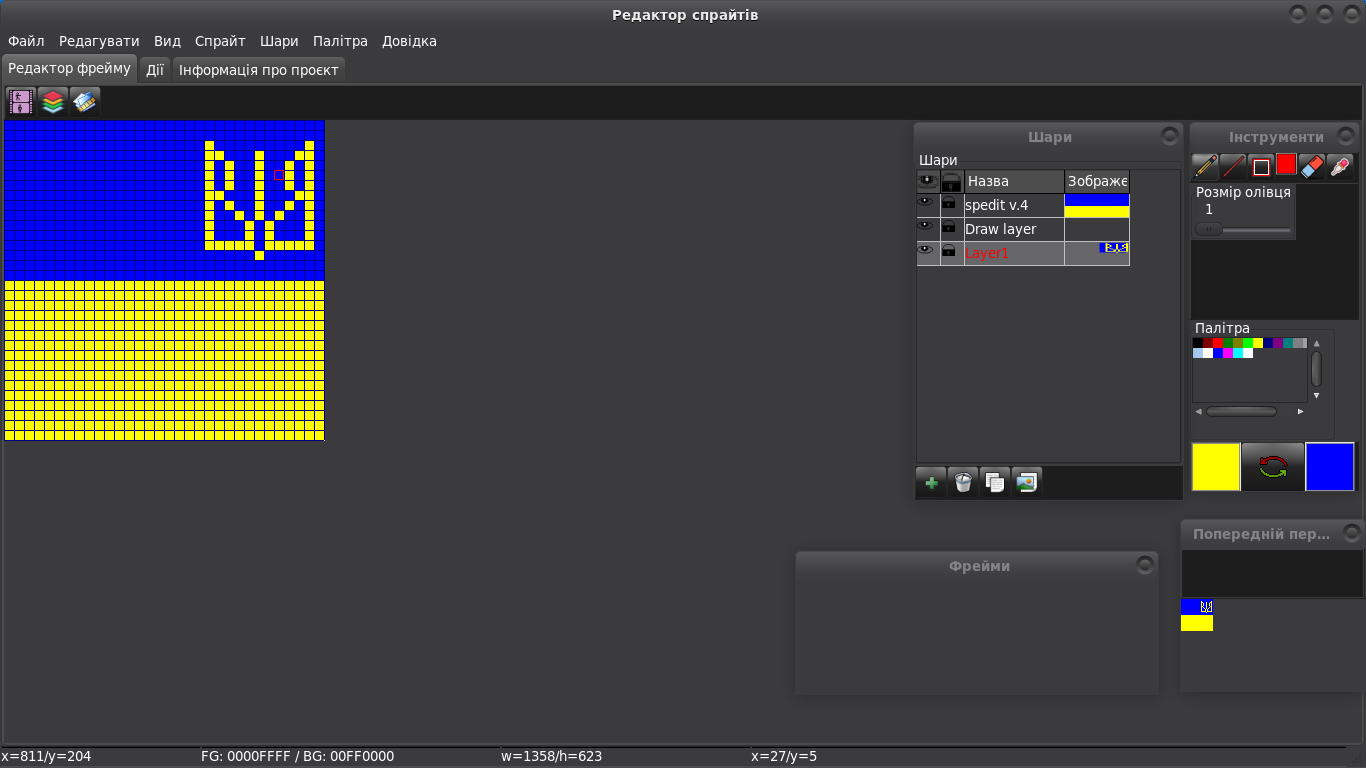 Редактор спрайтів
Файл Редагувати Вид Спрайт Шари Палітра Довідка
Редактор фрейму Дії Інформація про проєкт
Шари
Шари
Назва Зображе
spedit v.4
Draw layer
Layer1
Інструменти
Розмір олівця
1
Палітра
Фрейми
Попередній пер...
x=811/y=204 FG: 0000FFFF / BG: 00FF0000 w=1358/h=623 x=27/y=5